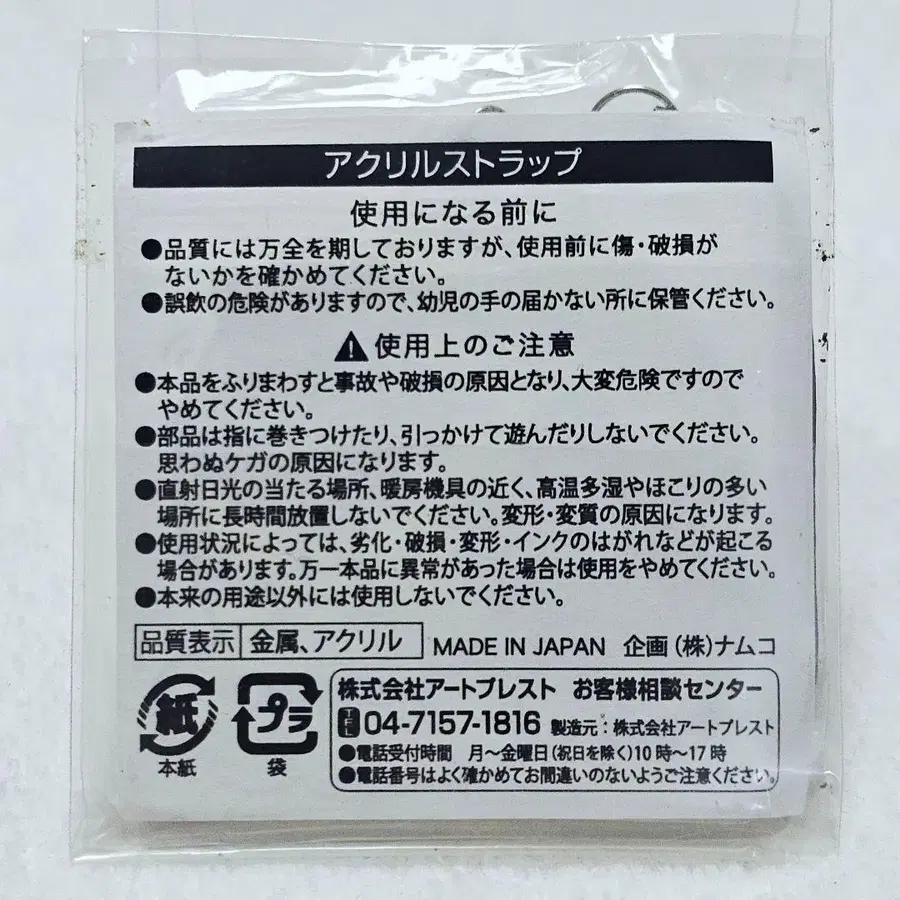 アクリルストラップ
使用になる前に
●品質には万全を期しておりますが、使用前に傷・破損が
ないかを確かめてください。
●誤飲の危険がありますので、幼児の手の届かない所に保管ください。
使用上のご注意
●本品をふりまわすと事故や破損の原因となり、大変危険ですので
やめてください。
●部品は指に巻きつけたり、引っかけて遊んだりしないでください。
思わぬケガの原因になります。
●直射日光の当たる場所、暖房機具の近く、高温多湿やほこりの多い
場所に長時間放置しないでください。変形・変質の原因になります。
●使用状況によっては、劣化・破損・変形・インクのはがれなどが起こる
場合があります。万一本品に異常があった場合は使用をやめてください。
●本来の用途以外には使用しないでください。
品質表示 金属、アクリル MADE IN JAPAN 企画(株)ナムコ
紙 本紙
プラ 袋
株式会社アートプレスト お客様相談センター
TEL 04-7157-1816 製造元:株式会社アートプレスト
●電話受付時間 月~金曜日(祝日を除く)10時~17時
●電話番号はよく確かめてお間違いのないようご注意ください。